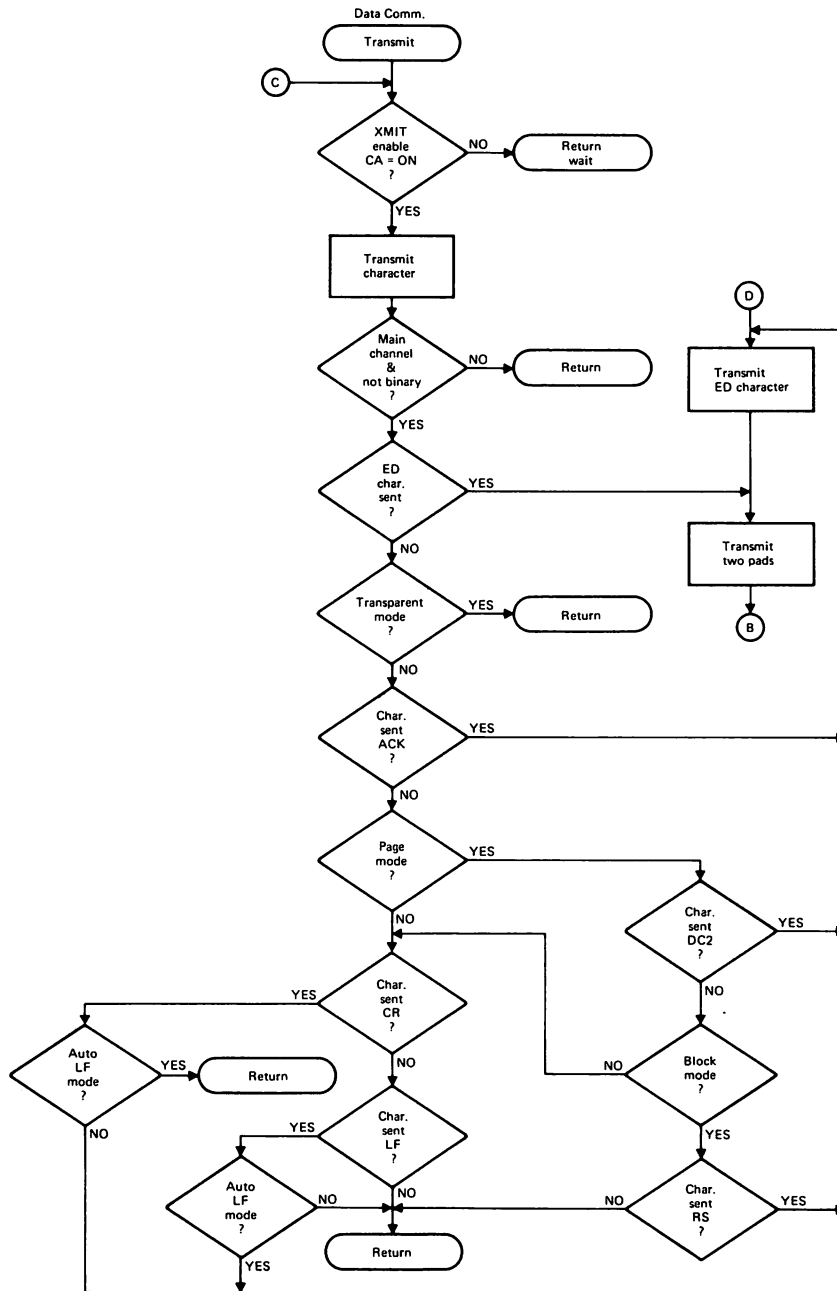 Data Comm.
Transmit
C
XMIT
enable
CA = ON
?
NO
Return
wait
YES
Transmit
character
D
Main
channel
&
not binary
?
NO
Return
Transmit
ED character
YES
ED
char.
sent
?
YES
NO
Transmit
two pads
Transparent
mode
?
YES
Return
B
NO
Char.
sent
ACK
?
YES
NO
Page
mode
?
YES
NO
Char.
sent
DC2
?
YES
NO
Char.
sent
CR
?
YES
NO
Auto
LF
mode
?
YES
Return
NO
Block
mode
?
NO
YES
Char.
sent
LF
?
YES
NO
Auto
LF
mode
?
NO
YES
Return
Char.
sent
RS
?
NO
YES